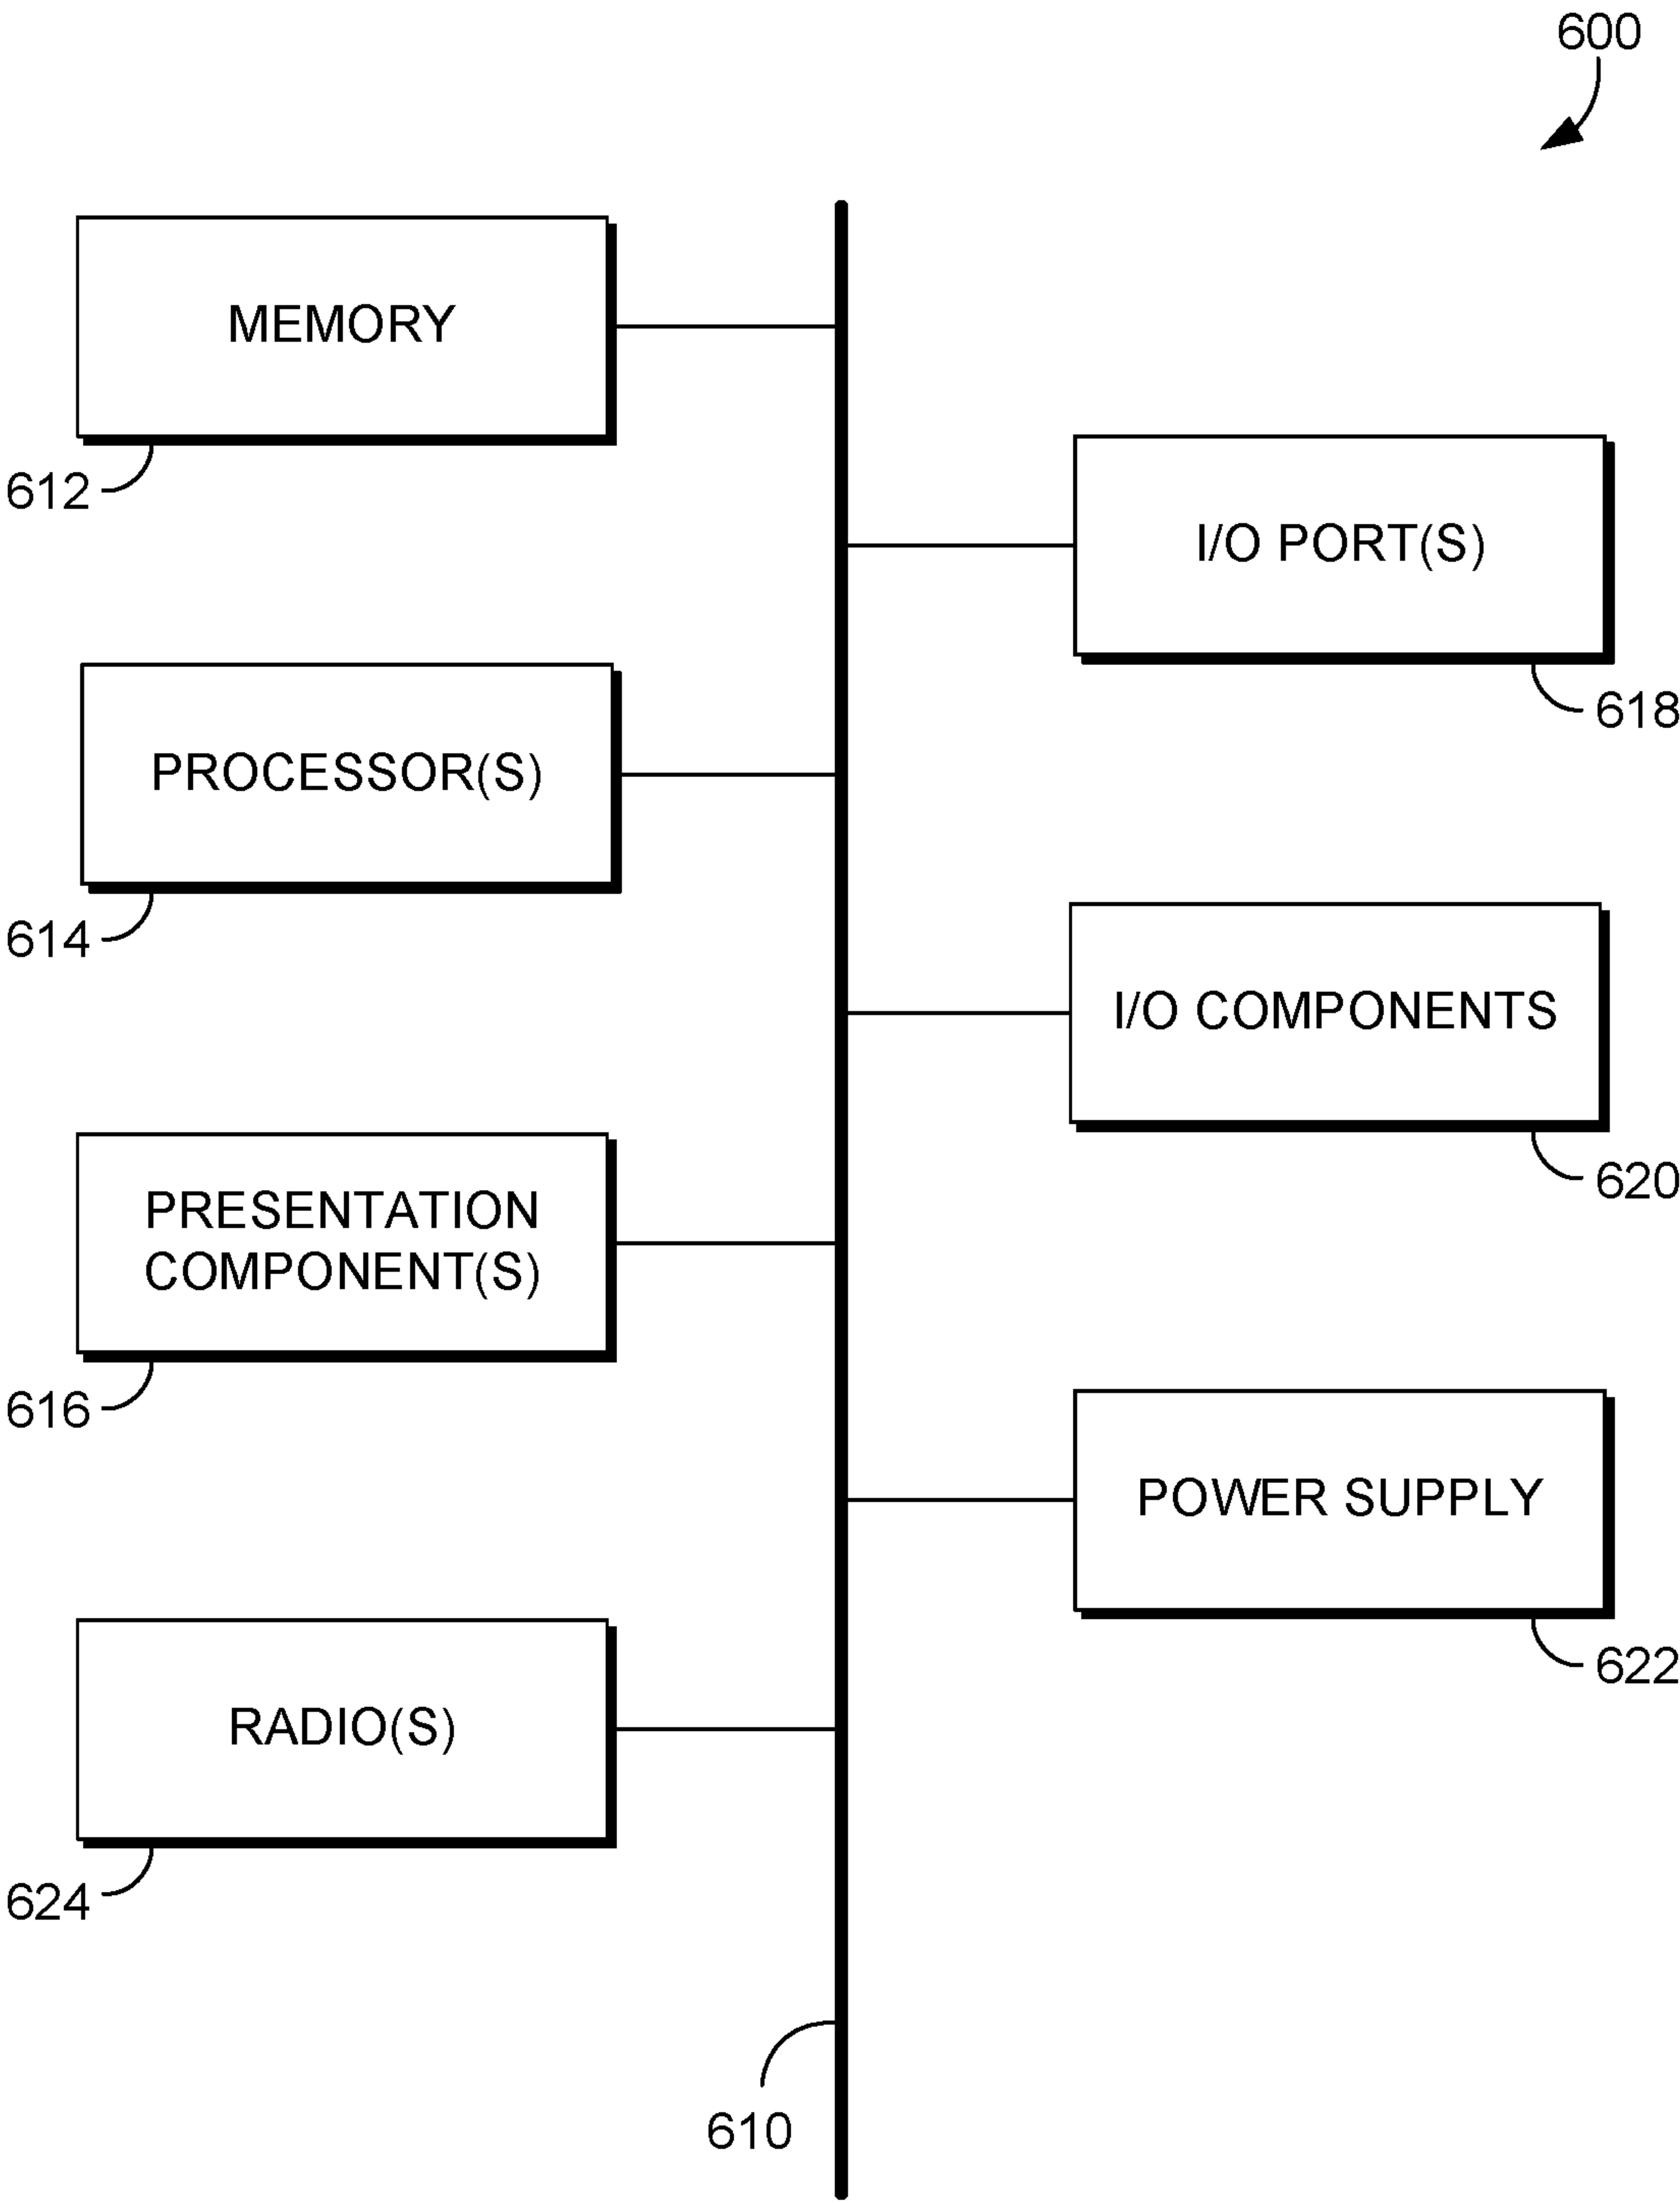 600
MEMORY
612
I/O PORT(S)
618
PROCESSOR(S)
614
I/O COMPONENTS
620
PRESENTATION
COMPONENT(S)
616
POWER SUPPLY
622
RADIO(S)
624
610